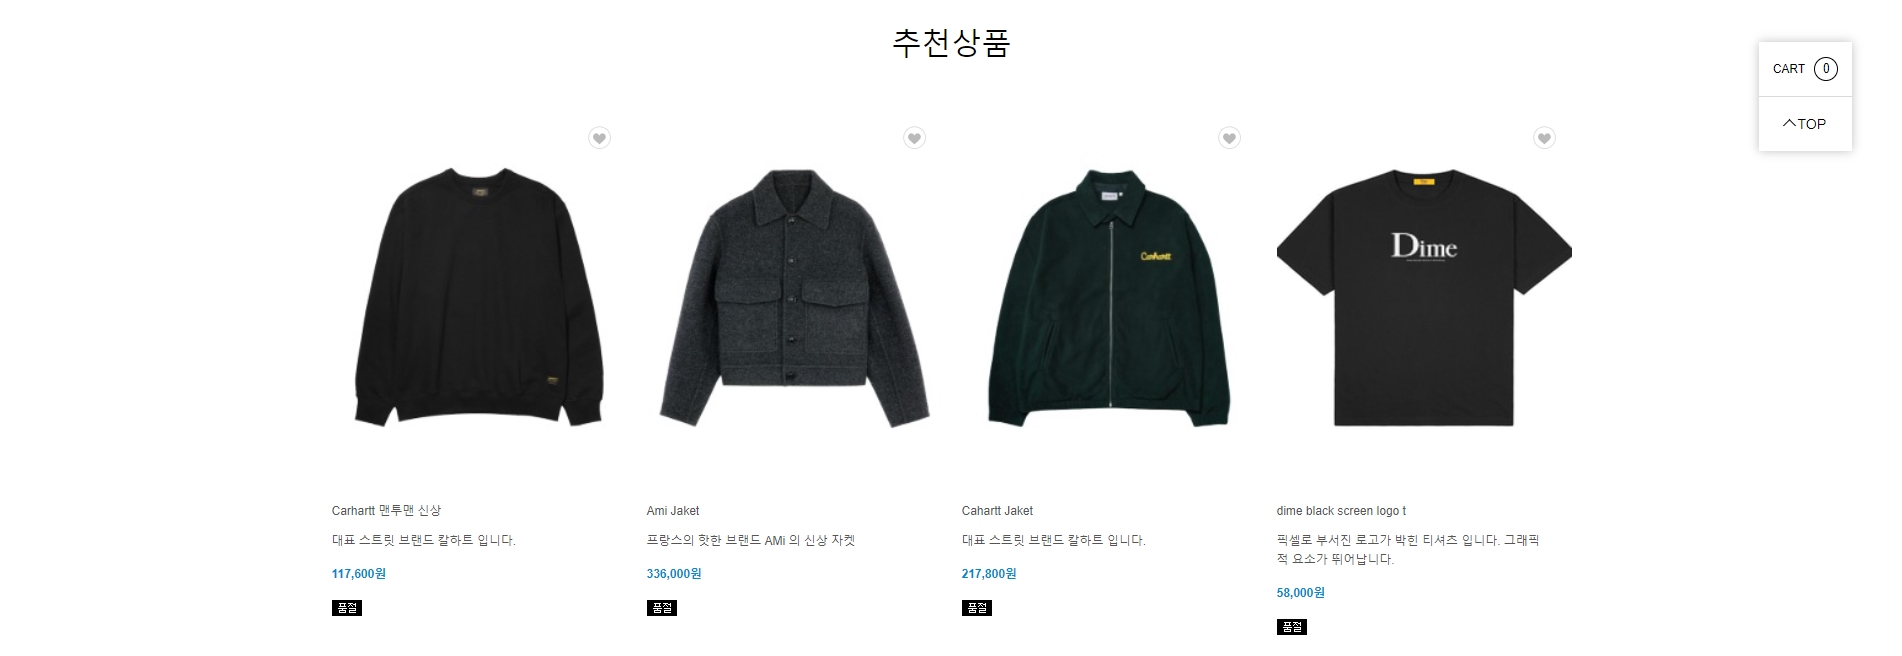 추천상품
CART 0
TOP
Carhartt
Dime
Carhartt 맨투맨 신상
대표 스트릿 브랜드 칼하트 입니다.
117,600원
품절
Ami Jaket
프랑스의 핫한 브랜드 AMi 의 신상 자켓
336,000원
품절
Cahartt Jaket
대표 스트릿 브랜드 칼하트 입니다.
217,800원
품절
dime black screen logo t
픽셀로 부서진 로고가 박힌 티셔츠 입니다. 그래픽
적 요소가 뛰어납니다.
58,000원
품절